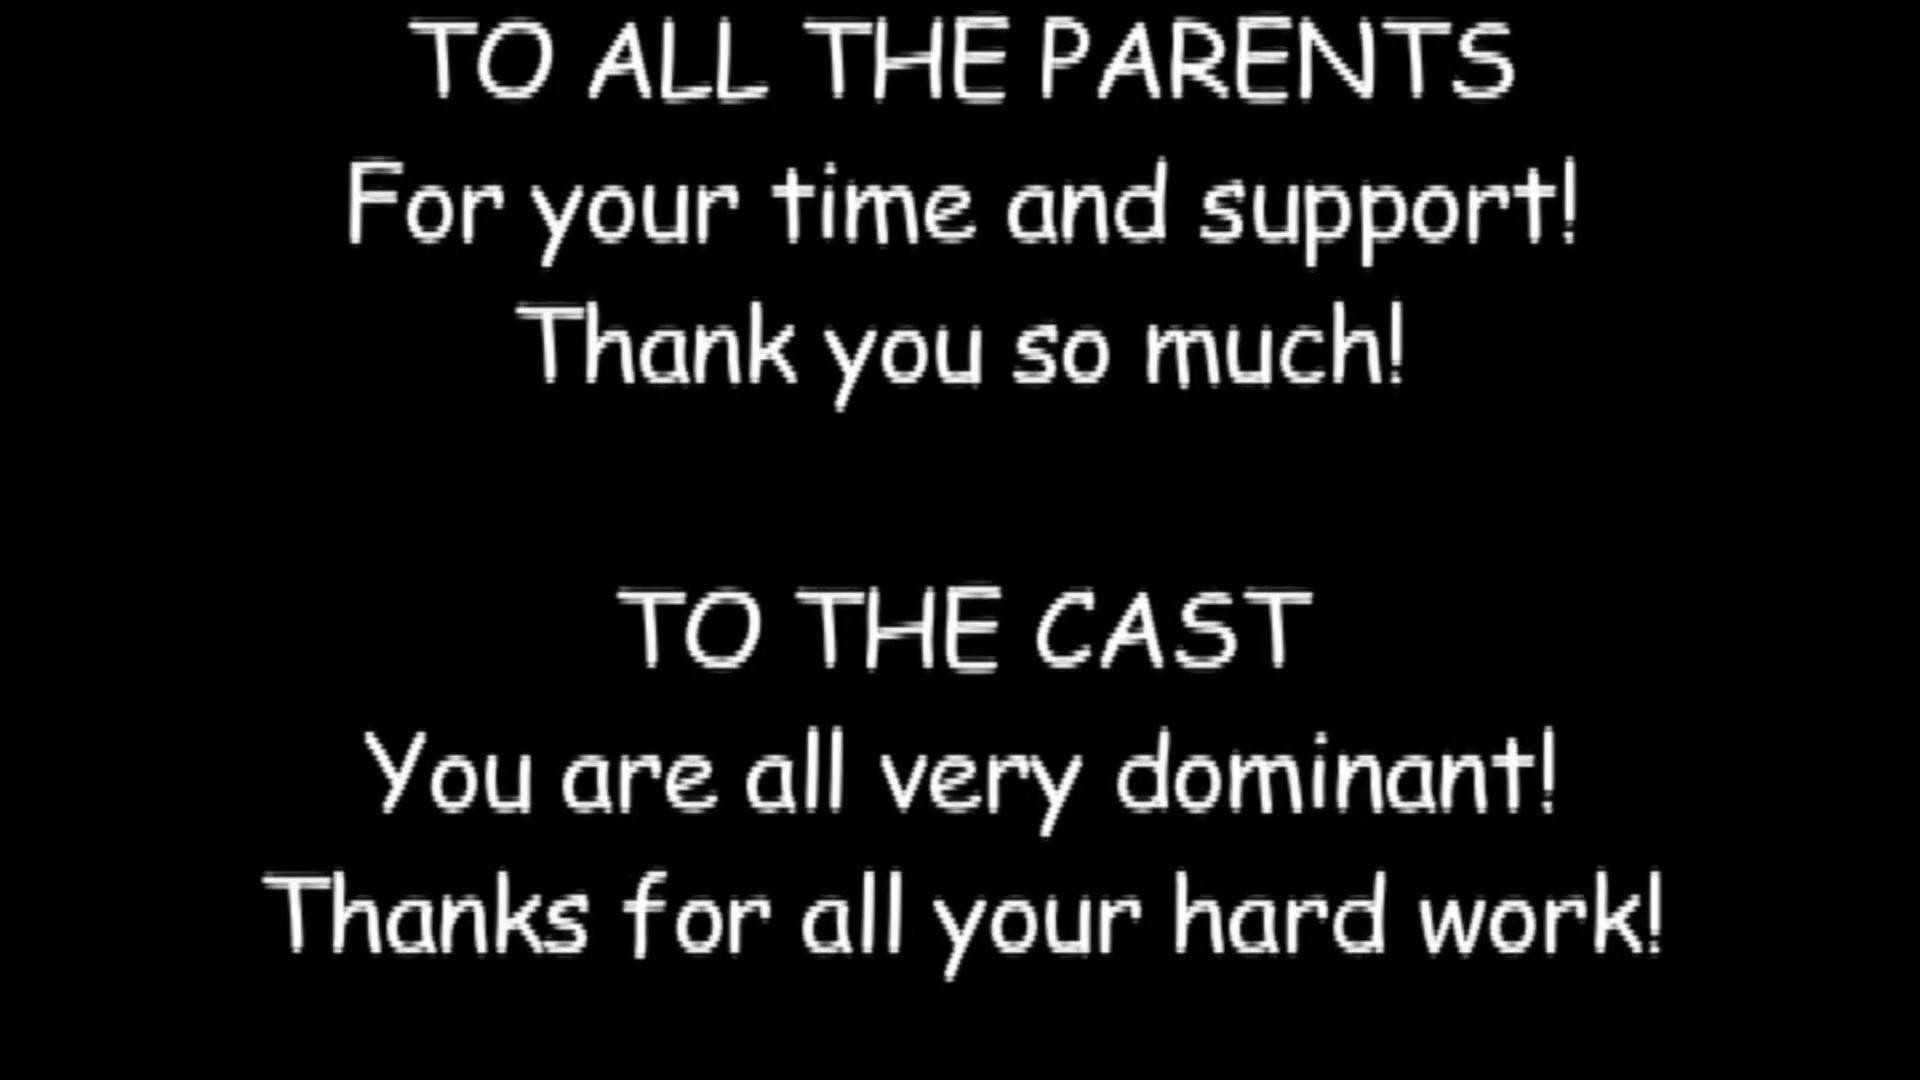 TO ALL THE PARENTS
For your time and support!
Thank you so much!
TO THE CAST
You are all very dominant!
Thanks for all your hard work!